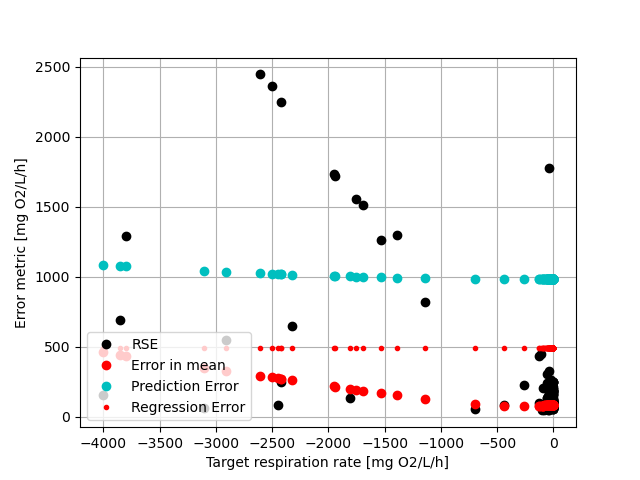 2500
2000
1500
1000
500
0
Error metric [mg O2/L/h]
RSE
Error in mean
Prediction Error
Regression Error
−4000 −3500 −3000 −2500 −2000 −1500 −1000 −500 0
Target respiration rate [mg O2/L/h]